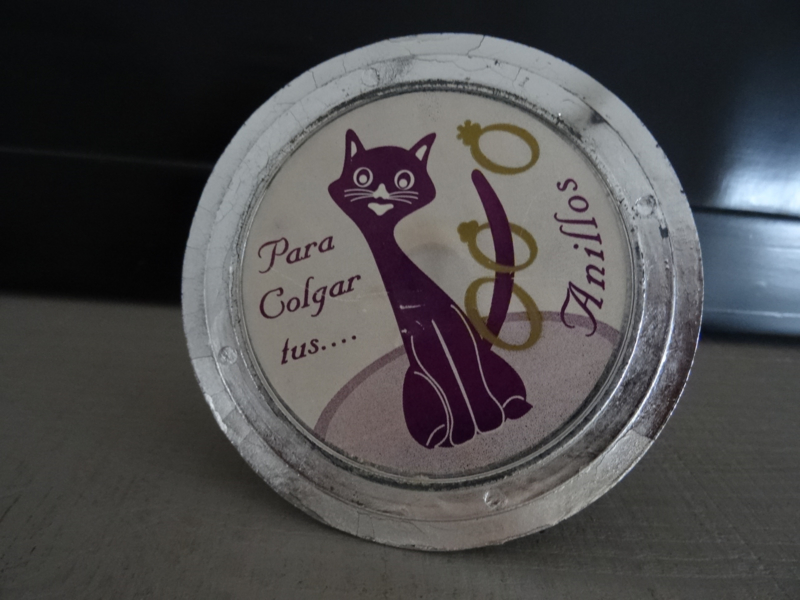 Para
Colgar
tus....
Anillos